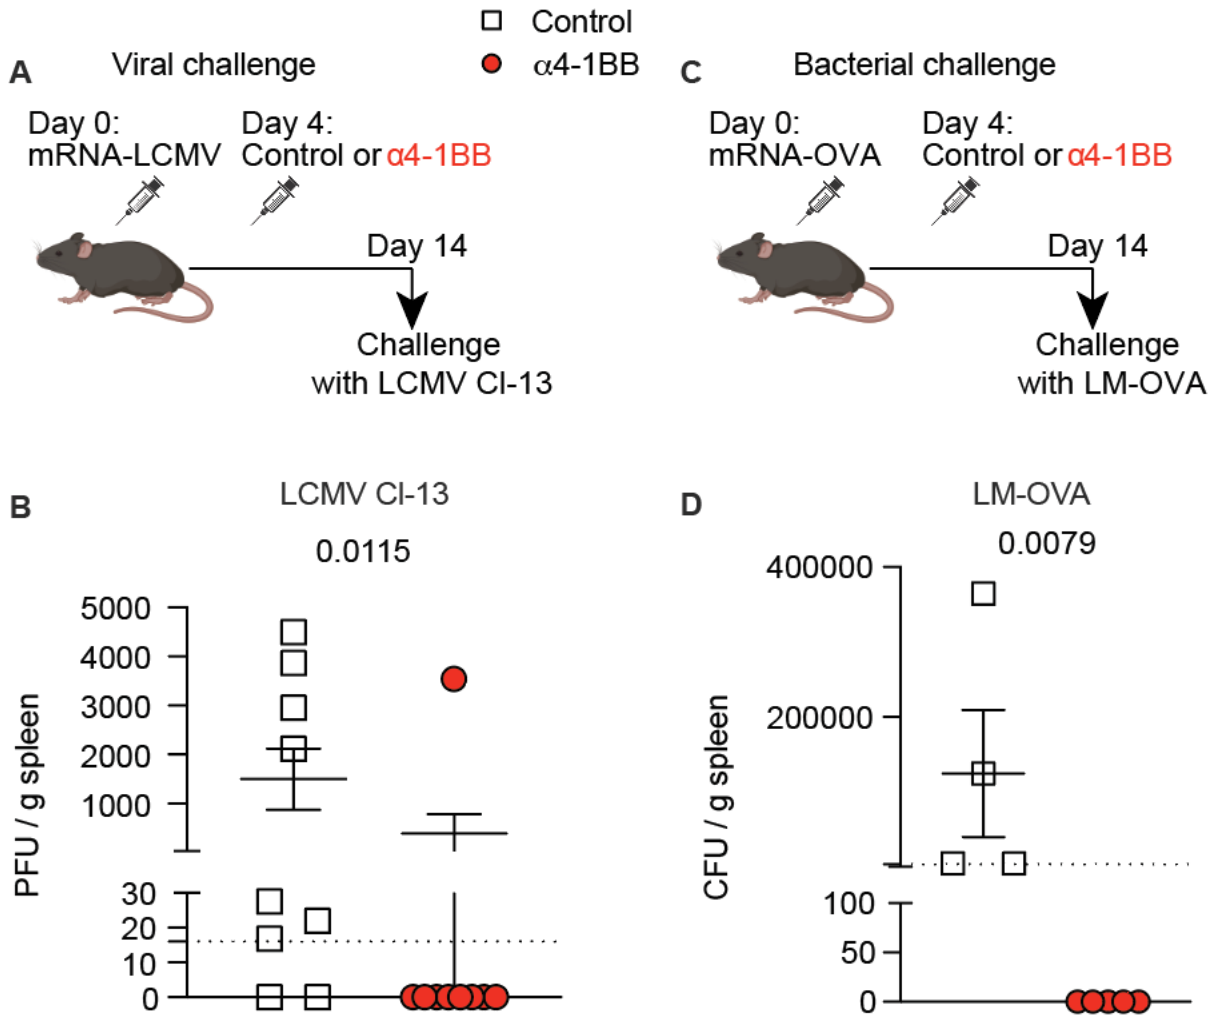 Control
α4-1BB
A
Viral challenge
Day 0:
mRNA-LCMV
Day 4:
Control or α4-1BB
Day 14
Challenge
with LCMV Cl-13
C
Bacterial challenge
Day 0:
mRNA-OVA
Day 4:
Control or α4-1BB
Day 14
Challenge
with LM-OVA
B
LCMV Cl-13
0.0115
PFU / g spleen
5000
4000
3000
2000
1000
30
20
10
0
D
LM-OVA
0.0079
CFU / g spleen
400000
200000
100
50
0